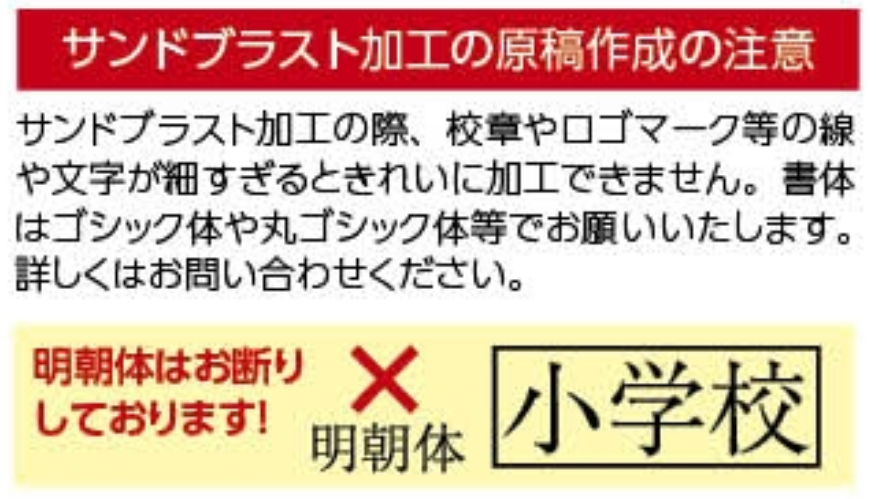 サンドブラスト加工の原稿作成の注意
サンドブラスト加工の際、校章やロゴマーク等の線
や文字が細すぎるときれいに加工できません。書体
はゴシック体や丸ゴシック体等でお願いいたします。
詳しくはお問い合わせください。
明朝体はお断り
しております!
明朝体
小学校